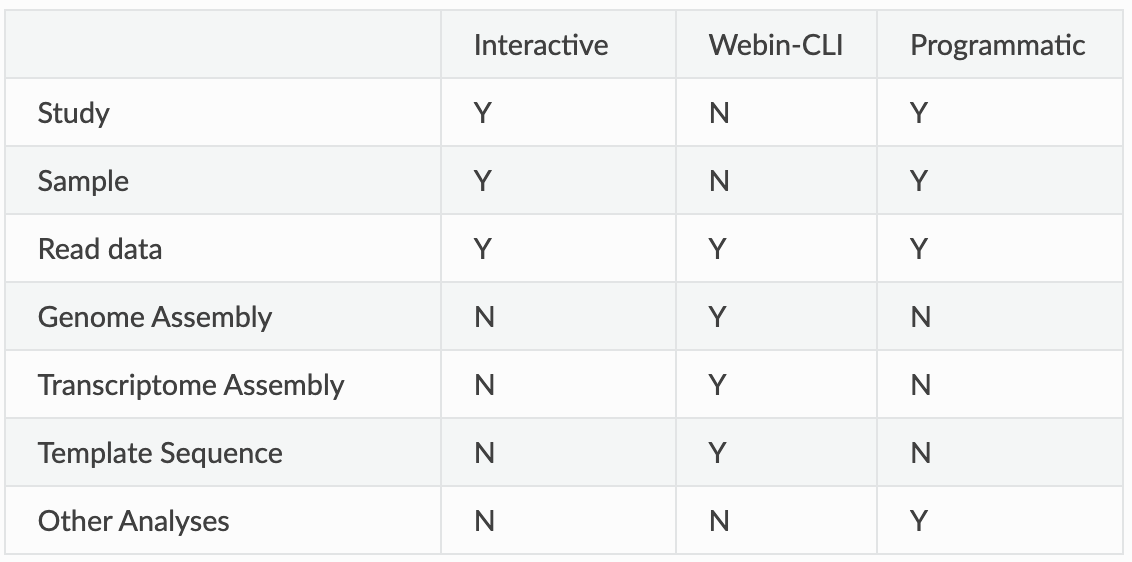 Interactive Webin-CLI Programmatic
Study Y N Y
Sample Y N Y
Read data Y Y Y
Genome Assembly N Y N
Transcriptome Assembly N Y N
Template Sequence N Y N
Other Analyses N N Y